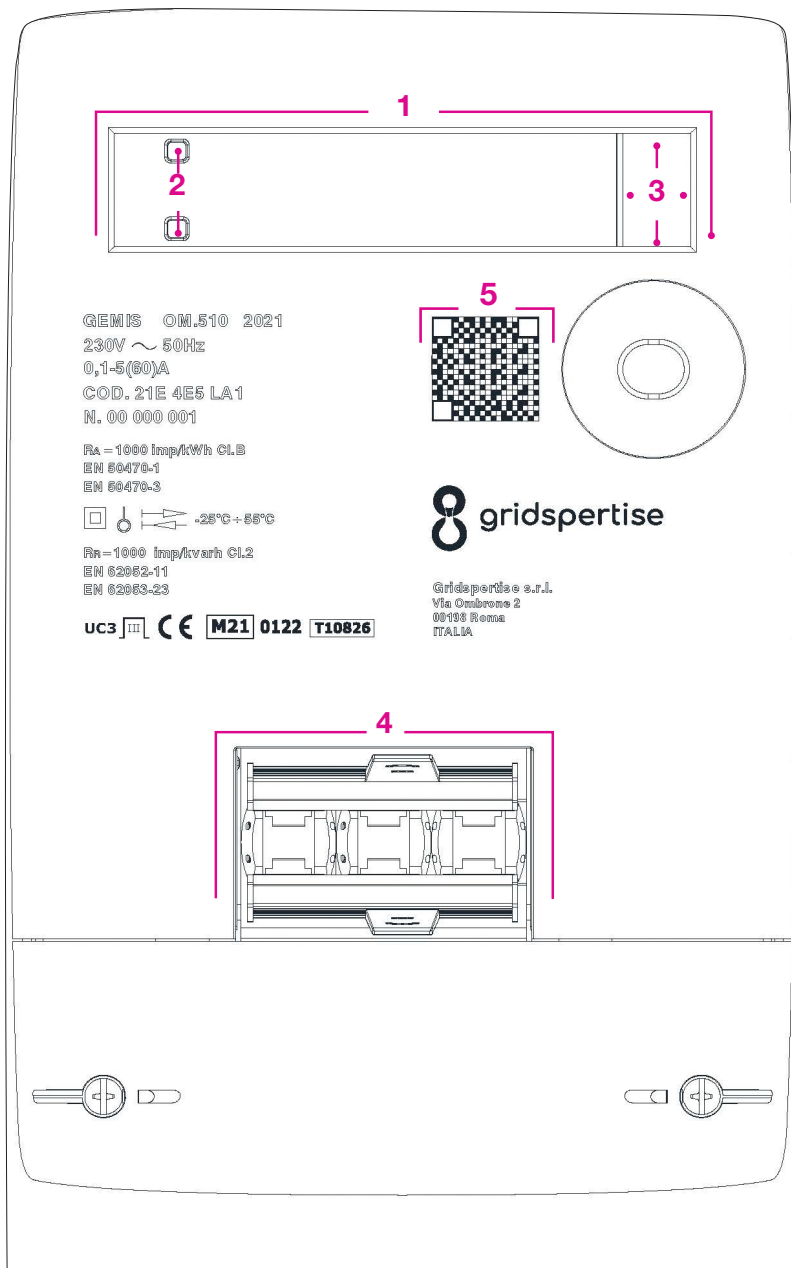 1
2
3
5
GEMIS OM.510 2021
230V ~ 50Hz
0,1-5(60)A
COD. 21E 4E5 LA1
N. 00 000 001
RA = 1000 imp/kWh Cl.B
EN 50470-1
EN 50470-3
-25°C ÷ 55°C
RR = 1000 imp/kvarh Cl.2
EN 62052-11
EN 62053-23
UC3 III CE M21 0122 T10826
gridspertise
Gridspertise s.r.l.
Via Ombrone 2
00198 Roma
ITALIA
4